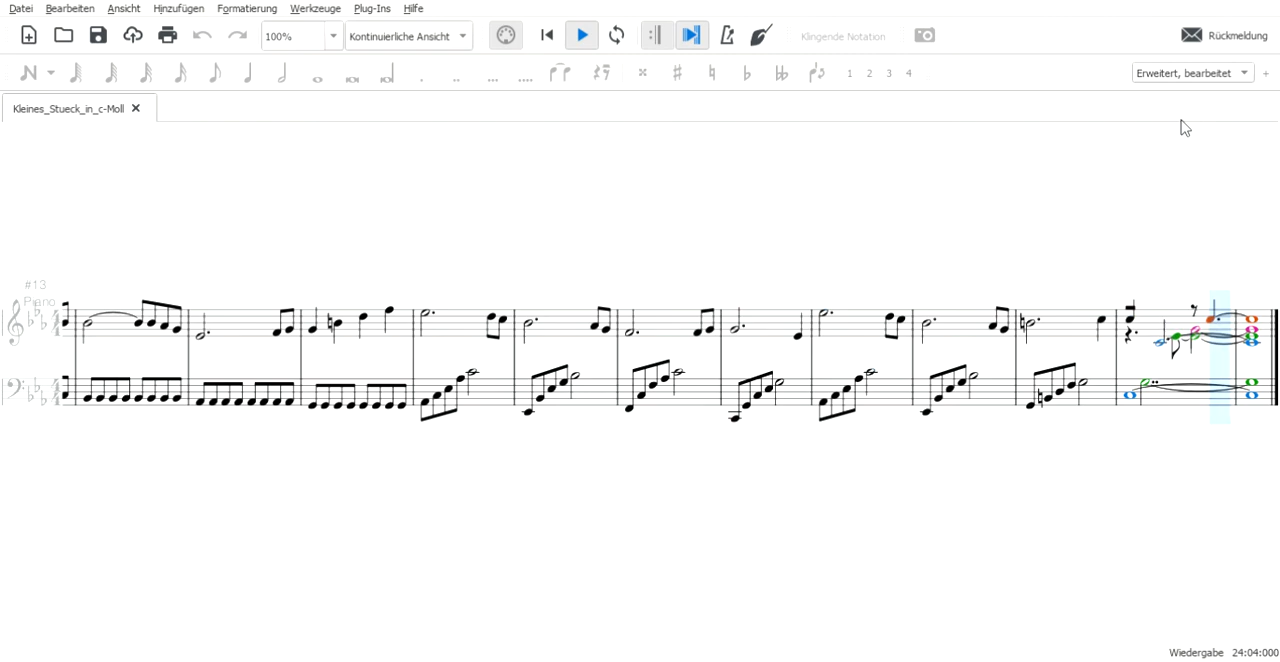 Datei Bearbeiten Ansicht Hinzufügen Formatierung Werkzeuge Plug-Ins Hilfe
100% Kontinuierliche Ansicht Klingende Notation Rückmeldung
1 2 3 4 Erweitert, bearbeitet +
Kleines_Stueck_in_c-Moll
#13
Piano
Wiedergabe 24:04:000